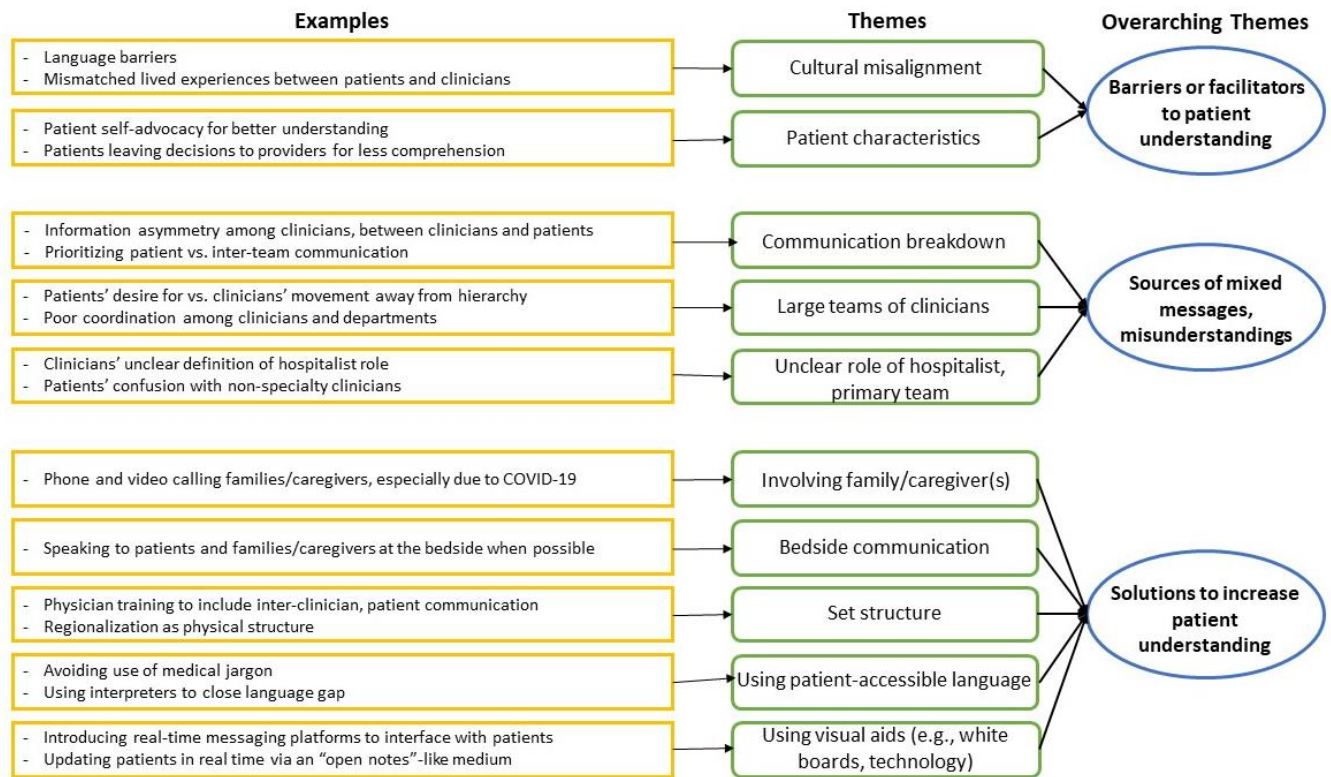 Examples
Themes
Overarching Themes
- Language barriers
- Mismatched lived experiences between patients and clinicians
Cultural misalignment
- Patient self-advocacy for better understanding
- Patients leaving decisions to providers for less comprehension
Patient characteristics
Barriers or facilitators
to patient
understanding
- Information asymmetry among clinicians, between clinicians and patients
- Prioritizing patient vs. inter-team communication
Communication breakdown
- Patients’ desire for vs. clinicians’ movement away from hierarchy
- Poor coordination among clinicians and departments
Large teams of clinicians
- Clinicians’ unclear definition of hospitalist role
- Patients’ confusion with non-specialty clinicians
Unclear role of hospitalist,
primary team
Sources of mixed
messages,
misunderstandings
- Phone and video calling families/caregivers, especially due to COVID-19
Involving family/caregiver(s)
- Speaking to patients and families/caregivers at the bedside when possible
Bedside communication
- Physician training to include inter-clinician, patient communication
- Regionalization as physical structure
Set structure
- Avoiding use of medical jargon
- Using interpreters to close language gap
Using patient-accessible language
- Introducing real-time messaging platforms to interface with patients
- Updating patients in real time via an “open notes”-like medium
Using visual aids (e.g., white
boards, technology)
Solutions to increase
patient
understanding